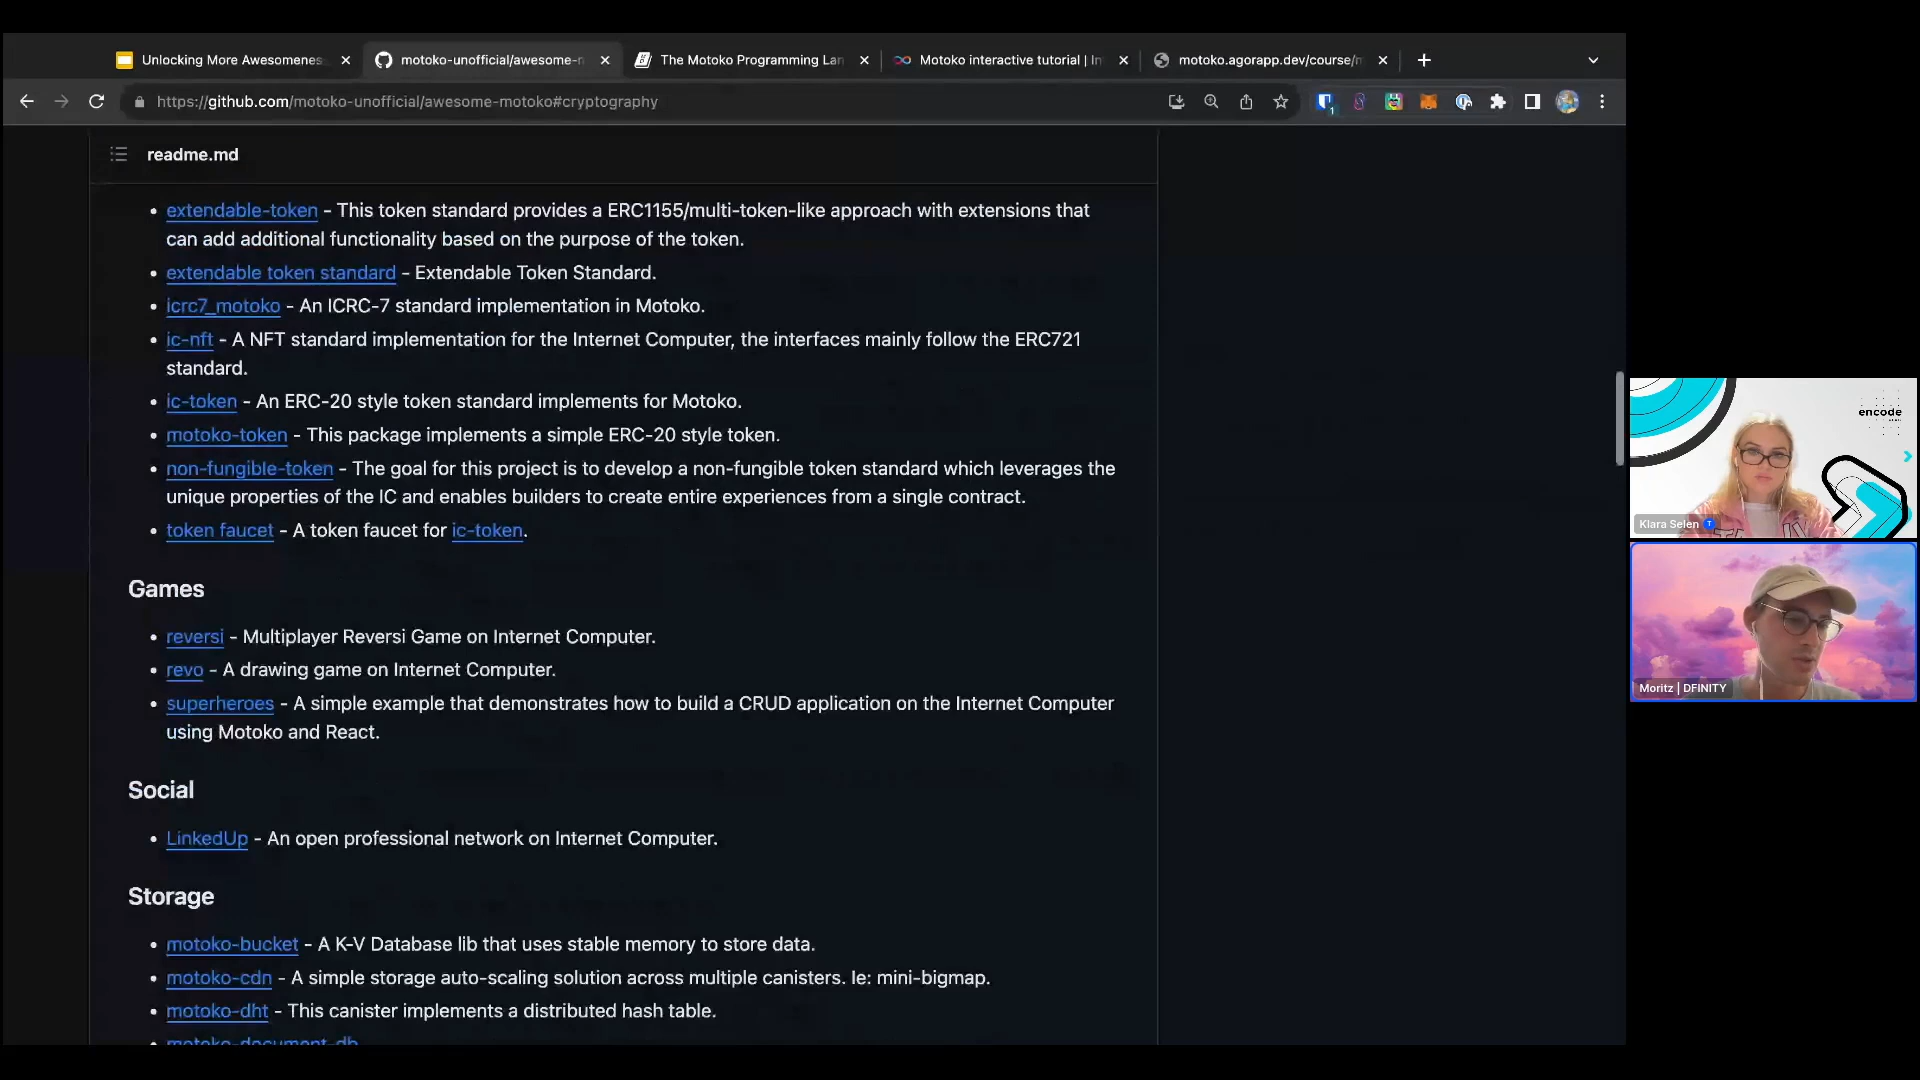 Unlocking More Awesomenes
motoko-unofficial/awesome-n
The Motoko Programming Lan
Motoko interactive tutorial | In
motoko.agorapp.dev/course/m
https://github.com/motoko-unofficial/awesome-motoko#cryptography
readme.md
extendable-token - This token standard provides a ERC1155/multi-token-like approach with extensions that
can add additional functionality based on the purpose of the token.
extendable token standard - Extendable Token Standard.
icrc7_motoko - An ICRC-7 standard implementation in Motoko.
ic-nft - A NFT standard implementation for the Internet Computer, the interfaces mainly follow the ERC721
standard.
ic-token - An ERC-20 style token standard implements for Motoko.
motoko-token - This package implements a simple ERC-20 style token.
non-fungible-token - The goal for this project is to develop a non-fungible token standard which leverages the
unique properties of the IC and enables builders to create entire experiences from a single contract.
token faucet - A token faucet for ic-token.
Games
reversi - Multiplayer Reversi Game on Internet Computer.
revo - A drawing game on Internet Computer.
superheroes - A simple example that demonstrates how to build a CRUD application on the Internet Computer
using Motoko and React.
Social
LinkedUp - An open professional network on Internet Computer.
Storage
motoko-bucket - A K-V Database lib that uses stable memory to store data.
motoko-cdn - A simple storage auto-scaling solution across multiple canisters. Ie: mini-bigmap.
motoko-dht - This canister implements a distributed hash table.
motoko-document-db
encode
Klara Selen
Moritz | DFINITY